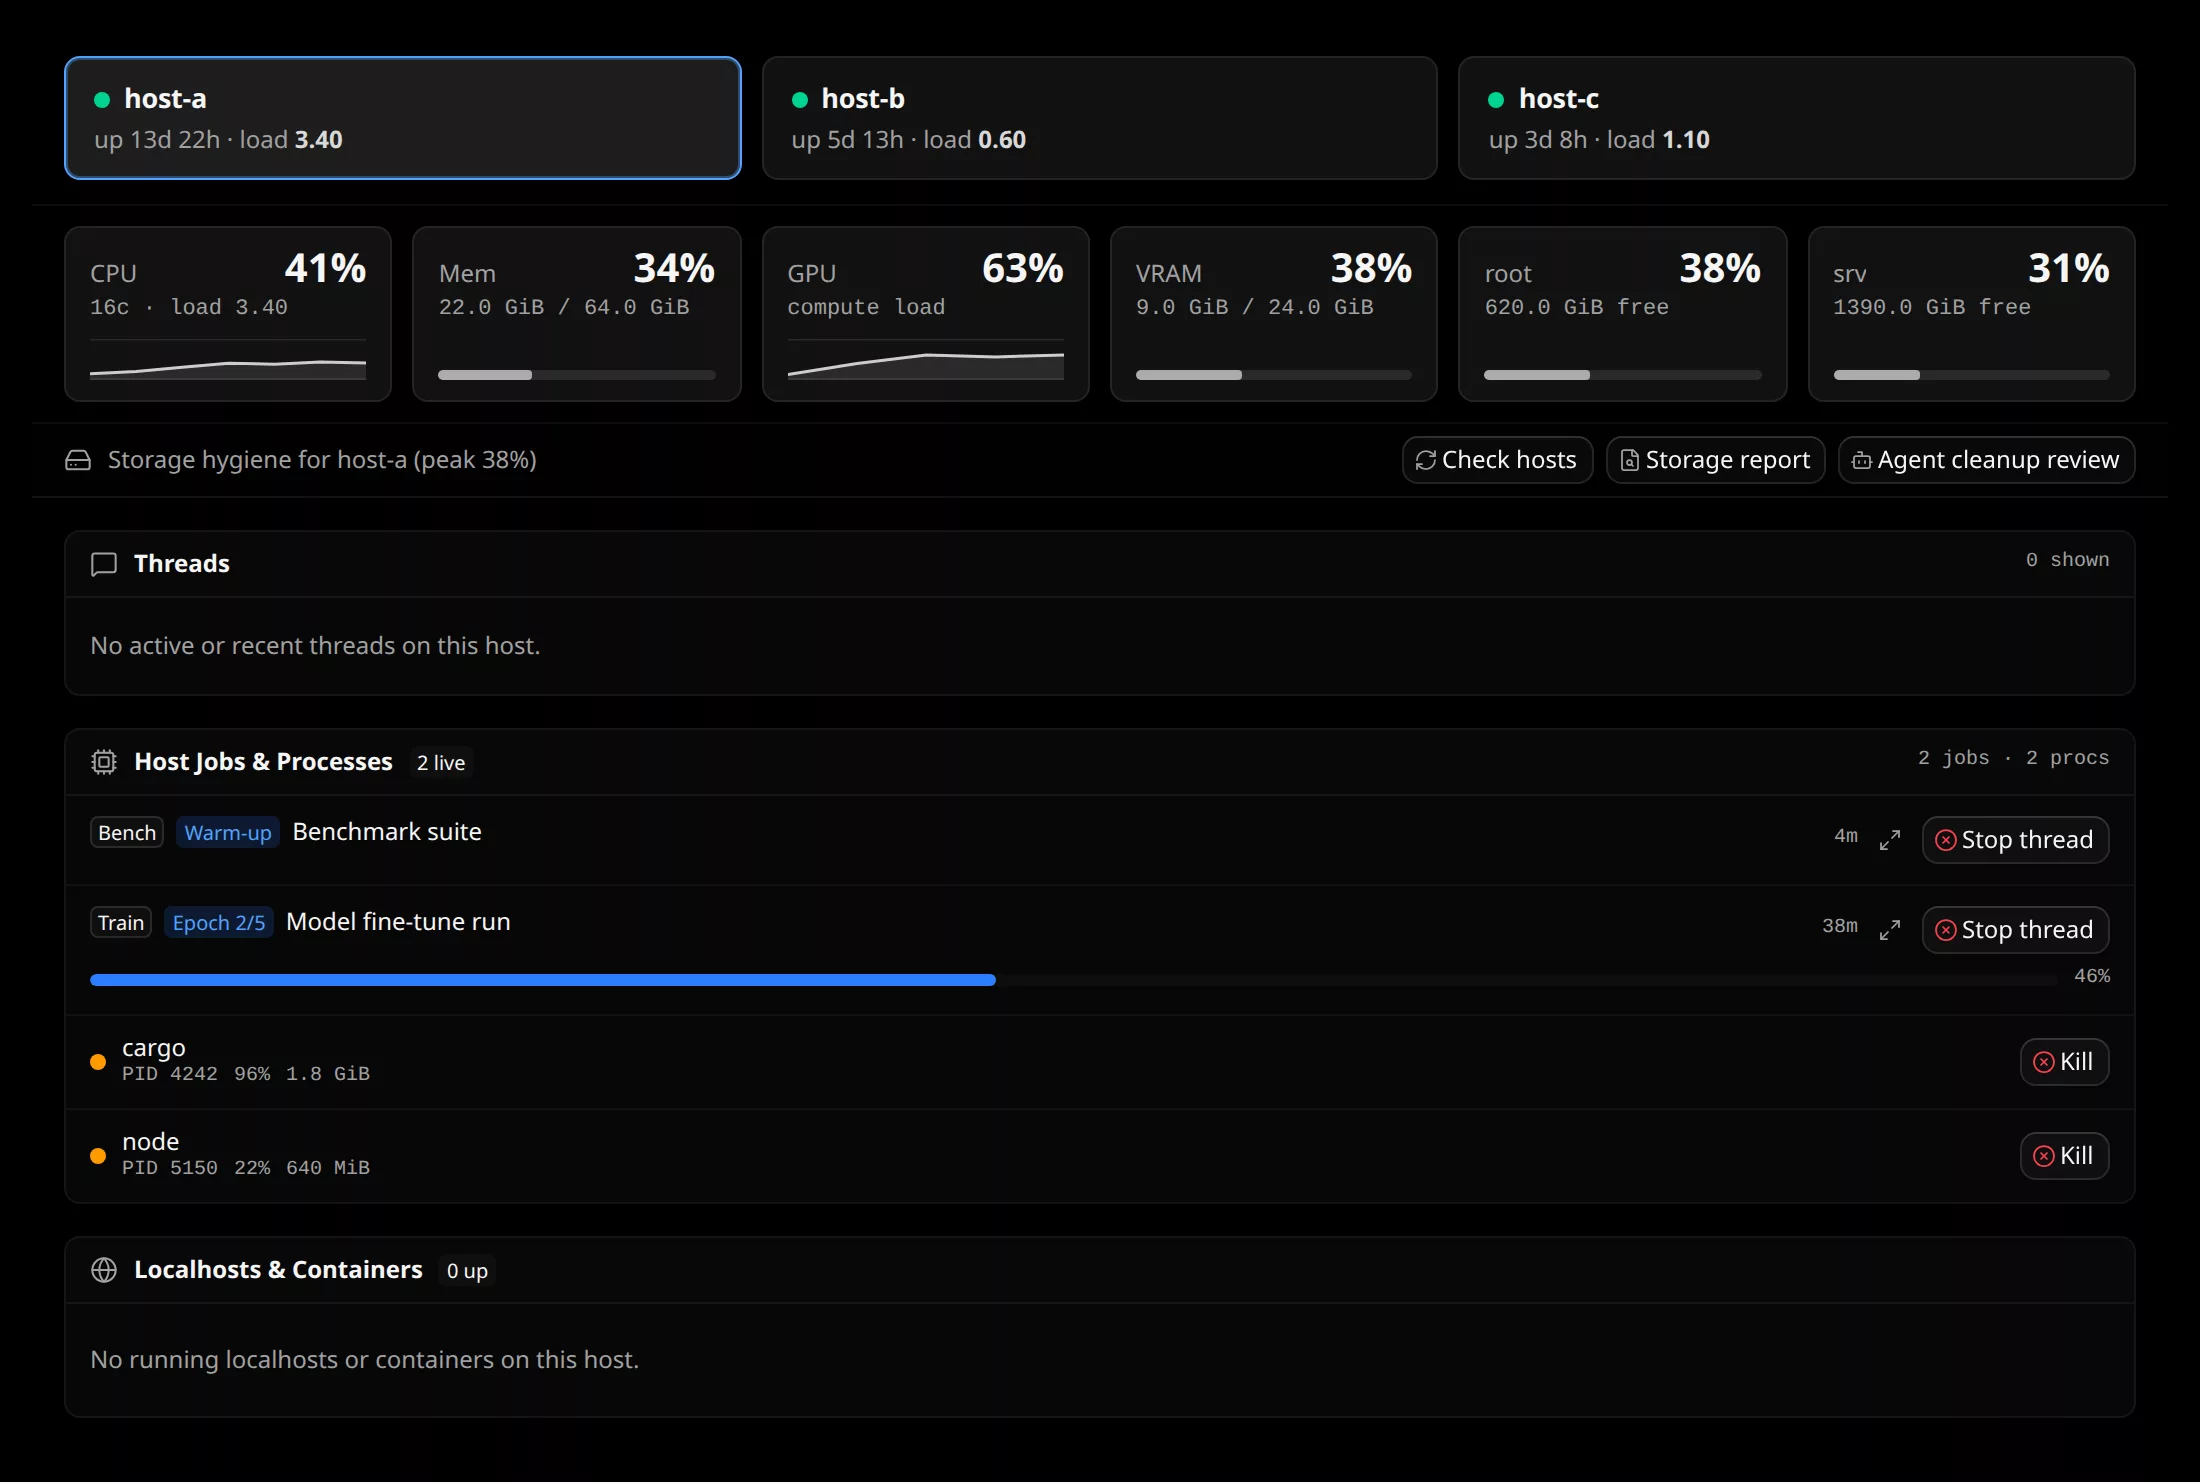 host-a
up 13d 22h · load 3.40
host-b
up 5d 13h · load 0.60
host-c
up 3d 8h · load 1.10
CPU 41%
16c · load 3.40
Mem 34%
22.0 GiB / 64.0 GiB
GPU 63%
compute load
VRAM 38%
9.0 GiB / 24.0 GiB
root 38%
620.0 GiB free
srv 31%
1390.0 GiB free
Storage hygiene for host-a (peak 38%)
Check hosts
Storage report
Agent cleanup review
Threads
0 shown
No active or recent threads on this host.
Host Jobs & Processes 2 live
2 jobs · 2 procs
Bench Warm-up Benchmark suite
4m
Stop thread
Train Epoch 2/5 Model fine-tune run
38m
Stop thread
46%
cargo
PID 4242 96% 1.8 GiB
Kill
node
PID 5150 22% 640 MiB
Kill
Localhosts & Containers 0 up
No running localhosts or containers on this host.